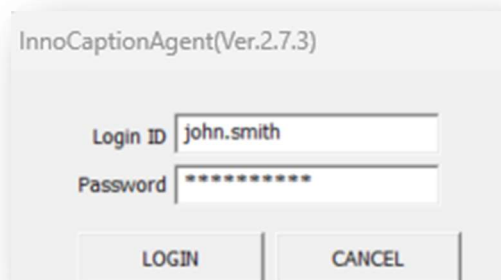 InnoCaptionAgent(Ver.2.7.3)
Login ID john.smith
Password **********
LOGIN CANCEL